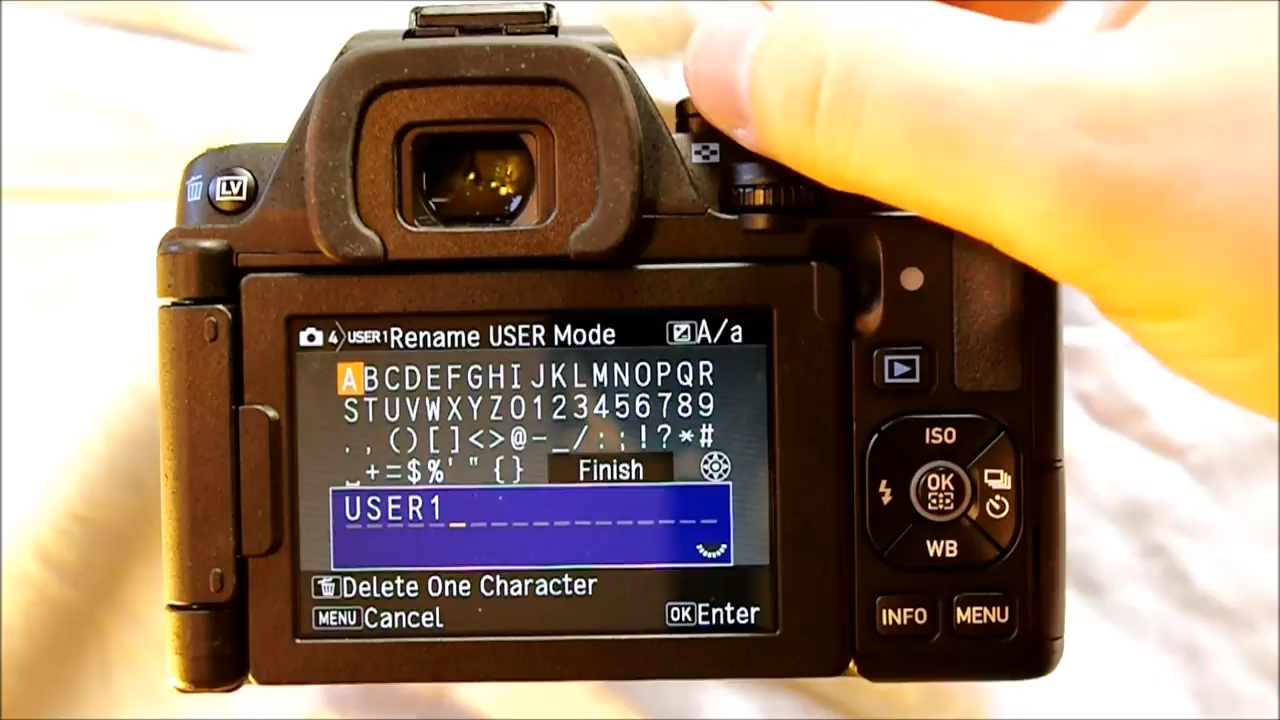 LV
4 USER1 Rename USER Mode A/a
ABCDEFGHIJKLMNOPQR
STUVWXYZ0123456789
.,()[]<>@-_/:;!?*#
␣+=$%'"{} Finish
USER1
Delete One Character
MENU Cancel OK Enter
ISO
OK
WB
INFO MENU